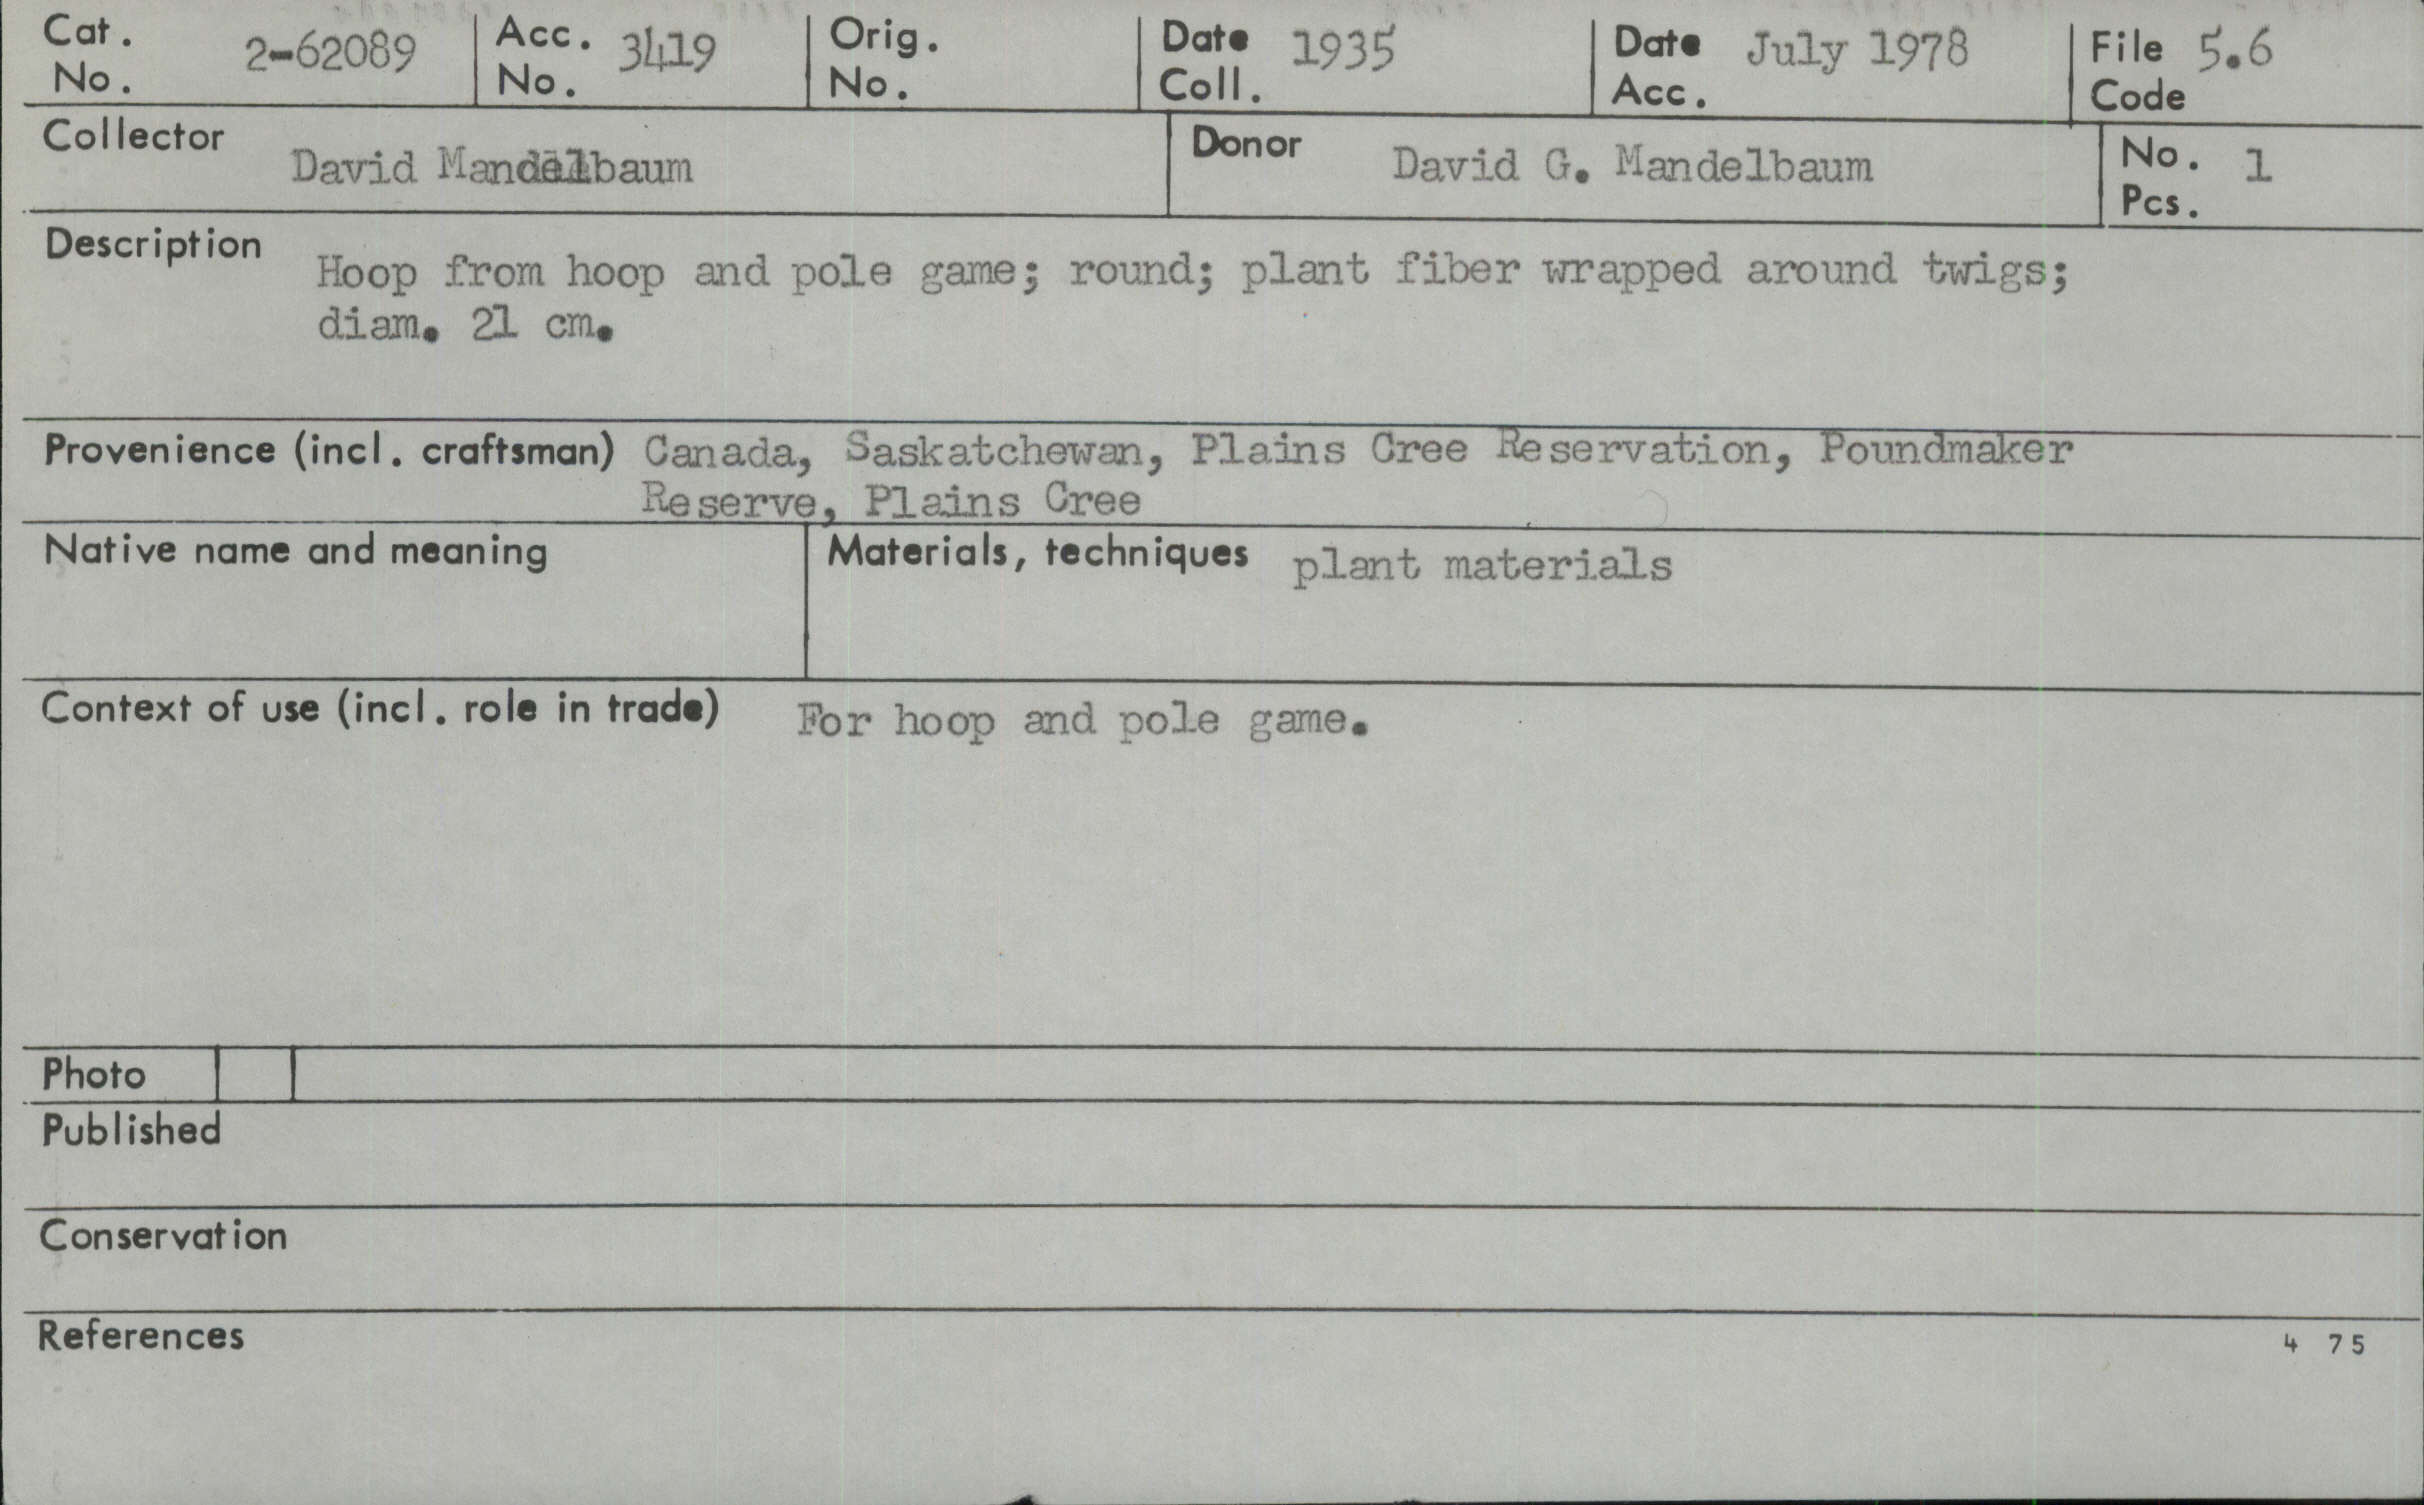 Cat. No. 2-62089 Acc. No. 3419 Orig. No. Date Coll. 1935 Date Acc. July 1978 File Code 5.6
Collector David Mandelbaum Donor David G. Mandelbaum No. Pcs. 1
Description Hoop from hoop and pole game; round; plant fiber wrapped around twigs;
diam. 21 cm.
Provenience (incl. craftsman) Canada, Saskatchewan, Plains Cree Reservation, Poundmaker
Reserve, Plains Cree
Native name and meaning Materials, techniques plant materials
Context of use (incl. role in trade) For hoop and pole game.
Photo
Published
Conservation
References 4 75